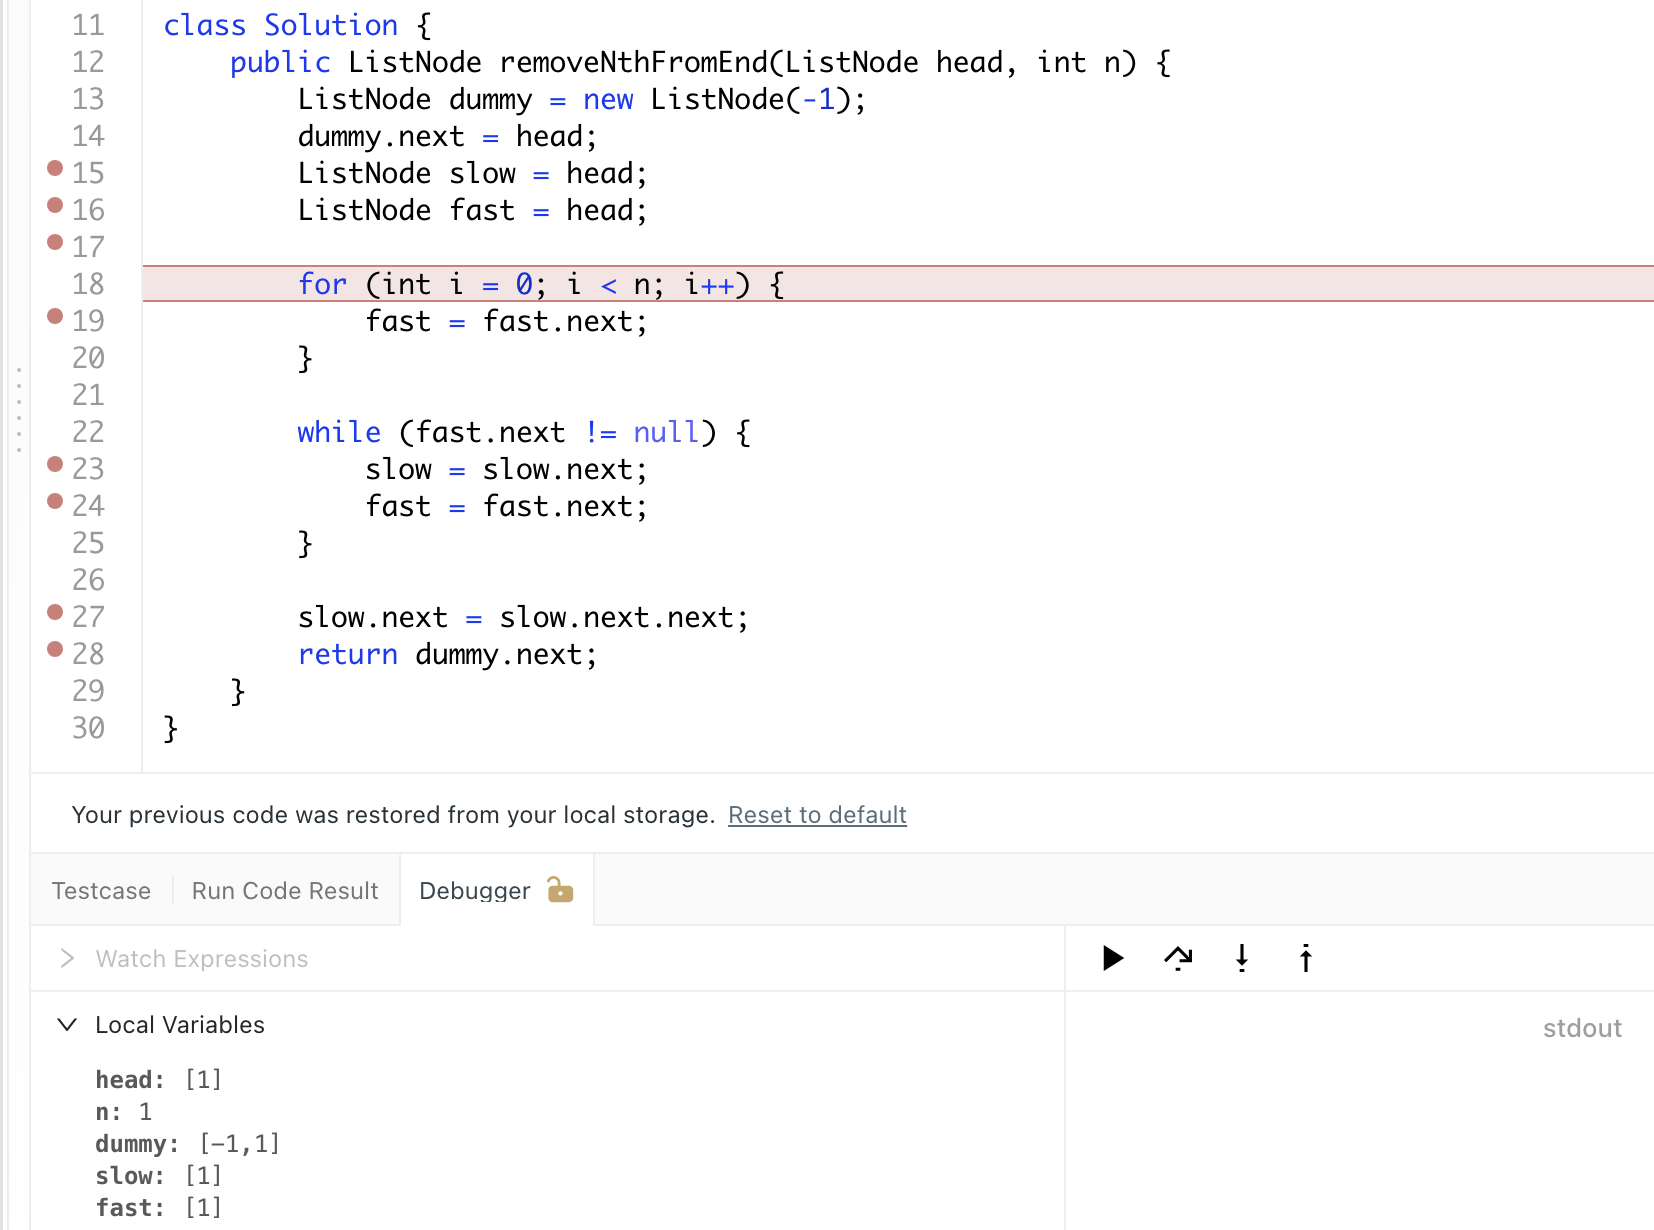 11 class Solution {
12 public ListNode removeNthFromEnd(ListNode head, int n) {
13 ListNode dummy = new ListNode(-1);
14 dummy.next = head;
15 ListNode slow = head;
16 ListNode fast = head;
17
18 for (int i = 0; i < n; i++) {
19 fast = fast.next;
20 }
21
22 while (fast.next != null) {
23 slow = slow.next;
24 fast = fast.next;
25 }
26
27 slow.next = slow.next.next;
28 return dummy.next;
29 }
30 }
Your previous code was restored from your local storage. Reset to default
Testcase Run Code Result Debugger
Watch Expressions
Local Variables
stdout
head: [1]
n: 1
dummy: [-1,1]
slow: [1]
fast: [1]